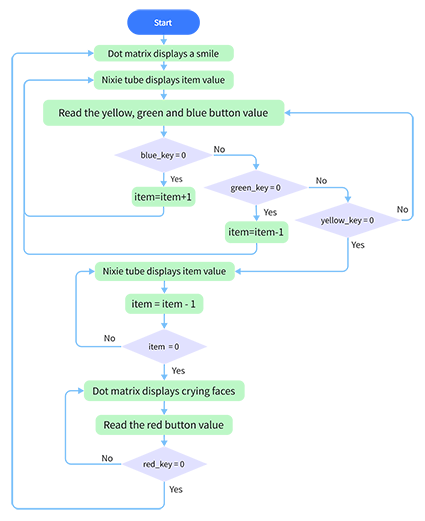 Start
Dot matrix displays a smile
Nixie tube displays item value
Read the yellow, green and blue button value
blue_key = 0
No
Yes
green_key = 0
No
item=item+1
Yes
yellow_key = 0
No
item=item-1
Yes
Nixie tube displays item value
item = item - 1
No
item = 0
Yes
Dot matrix displays crying faces
Read the red button value
No
red_key = 0
Yes